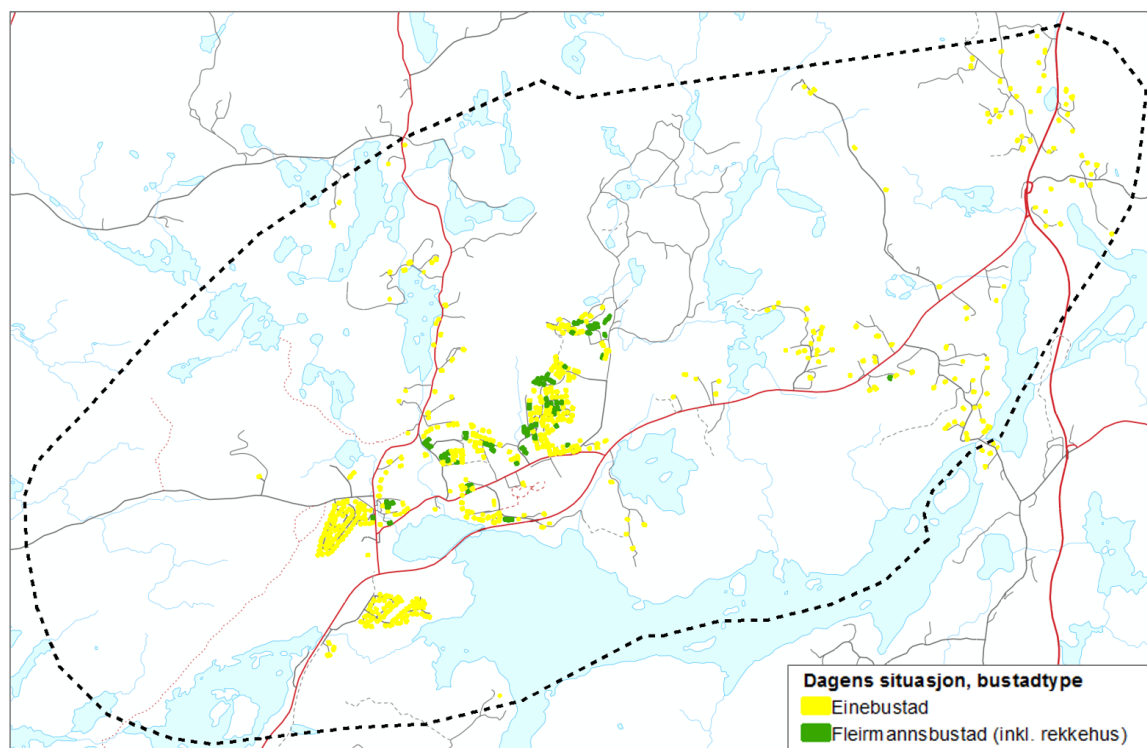 Dagens situasjon, bustadtype
Einebustad
Fleirmannsbustad (inkl. rekkehus)